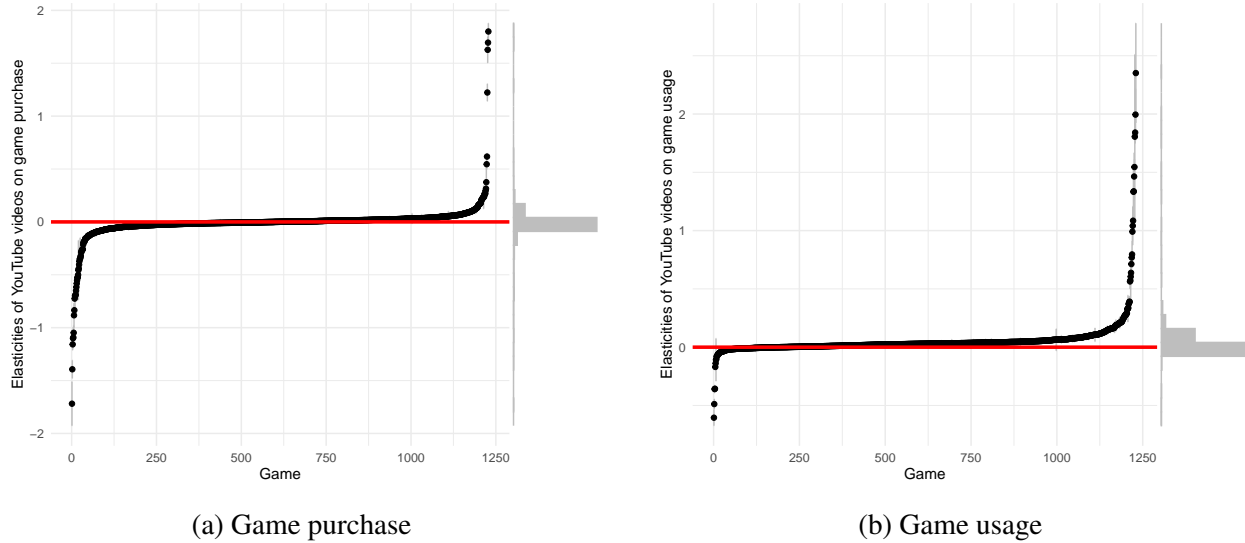 Elasticities of YouTube videos on game purchase
2
1
0
−1
−2
0 250 500 750 1000 1250
Game
(a) Game purchase
Elasticities of YouTube videos on game usage
2
1
0
0 250 500 750 1000 1250
Game
(b) Game usage